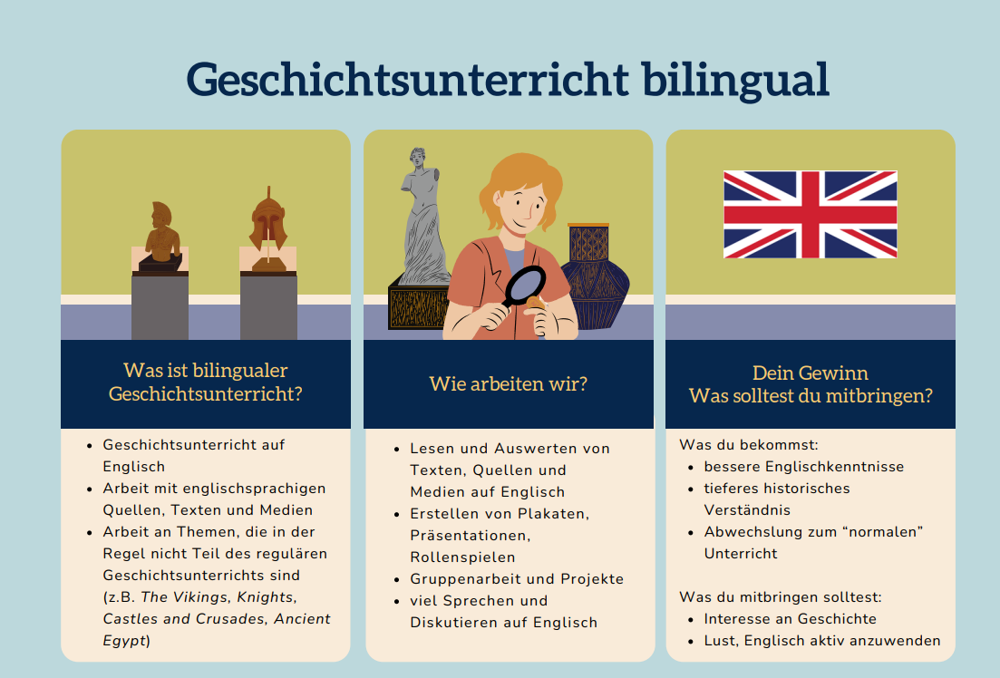 Geschichtsunterricht bilingual
Was ist bilingualer
Geschichtsunterricht?
• Geschichtsunterricht auf
Englisch
• Arbeit mit englischsprachigen
Quellen, Texten und Medien
• Arbeit an Themen, die in der
Regel nicht Teil des regulären
Geschichtsunterrichts sind
(z.B. The Vikings, Knights,
Castles and Crusades, Ancient
Egypt)
Wie arbeiten wir?
• Lesen und Auswerten von
Texten, Quellen und
Medien auf Englisch
• Erstellen von Plakaten,
Präsentationen,
Rollenspielen
• Gruppenarbeit und Projekte
• viel Sprechen und
Diskutieren auf Englisch
Dein Gewinn
Was solltest du mitbringen?
Was du bekommst:
• bessere Englischkenntnisse
• tieferes historisches
Verständnis
• Abwechslung zum “normalen”
Unterricht
Was du mitbringen solltest:
• Interesse an Geschichte
• Lust, Englisch aktiv anzuwenden